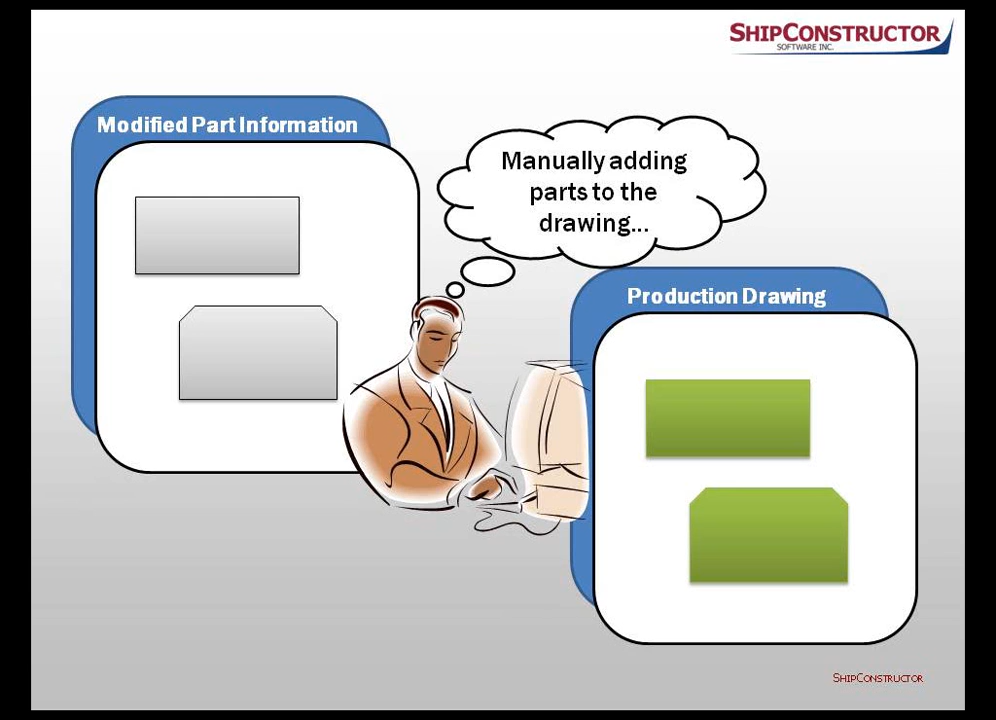 SHIPCONSTRUCTOR
SOFTWARE INC.
Modified Part Information
Manually adding
parts to the
drawing...
Production Drawing
SHIPCONSTRUCTOR